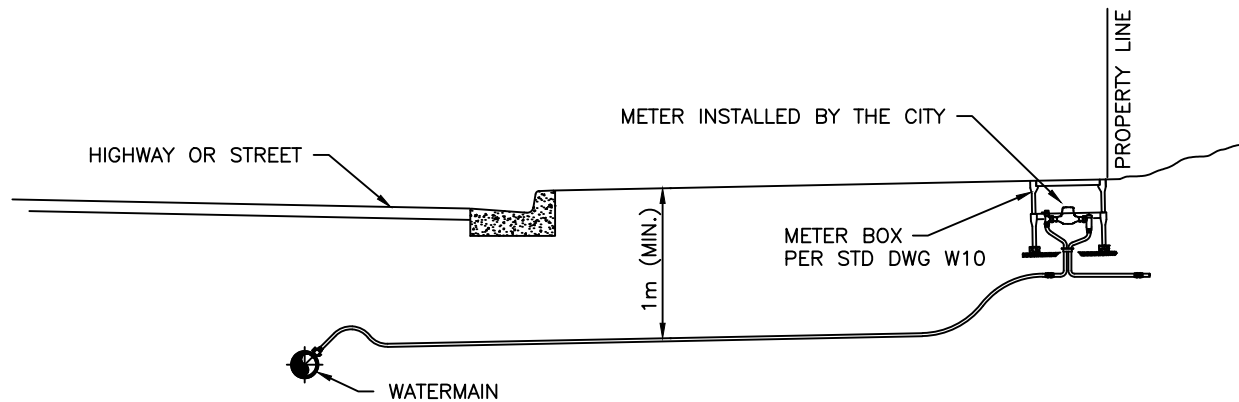 PROPERTY LINE
METER INSTALLED BY THE CITY
HIGHWAY OR STREET
METER BOX
PER STD DWG W10
1m (MIN.)
WATERMAIN